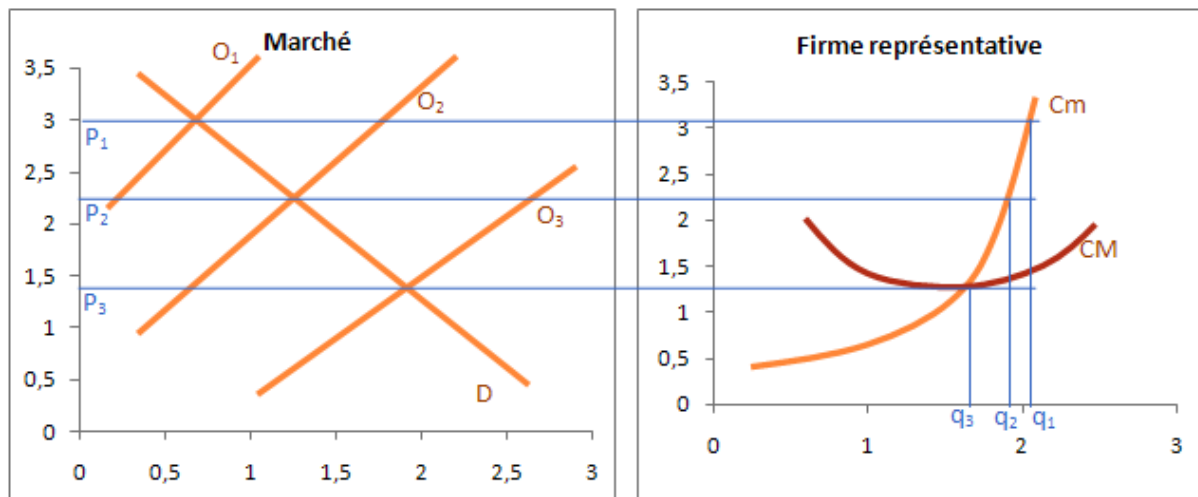 Marché
O₁
3,5
O₂
3
P₁
2,5
P₂
O₃
2
1,5
P₃
1
0,5
D
0
0 0,5 1 1,5 2 2,5 3
Firme représentative
3,5
Cm
3
2,5
2
CM
1,5
1
0,5
0
q₃ q₂ q₁
0 1 2 3